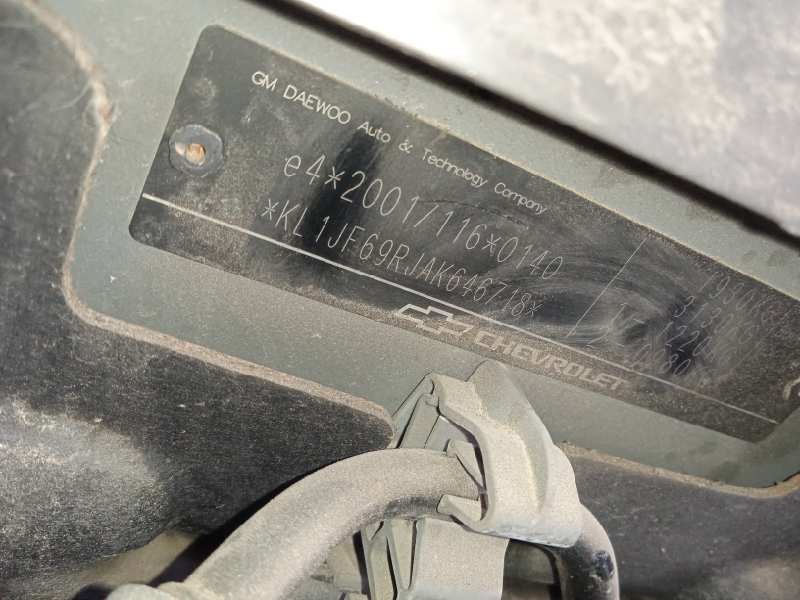 GM DAEWOO Auto & Technology Company
e4*2001/116*0140
*KL1JF69RJAK646718*
CHEVROLET